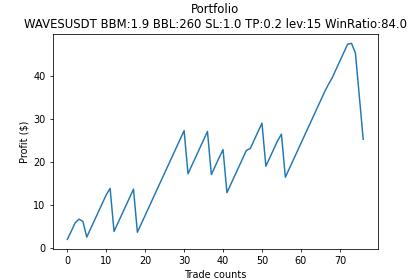 Portfolio
WAVESUSDT BBM:1.9 BBL:260 SL:1.0 TP:0.2 lev:15 WinRatio:84.0
Profit ($)
40
30
20
10
0
0 10 20 30 40 50 60 70
Trade counts